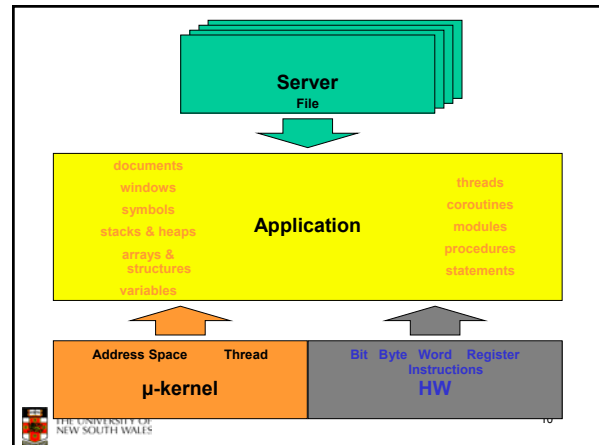 Server
File
documents
windows
symbols
stacks & heaps
arrays &
structures
variables
Application
threads
coroutines
modules
procedures
statements
Address Space Thread
µ-kernel
Bit Byte Word Register
Instructions
HW
THE UNIVERSITY OF
NEW SOUTH WALES